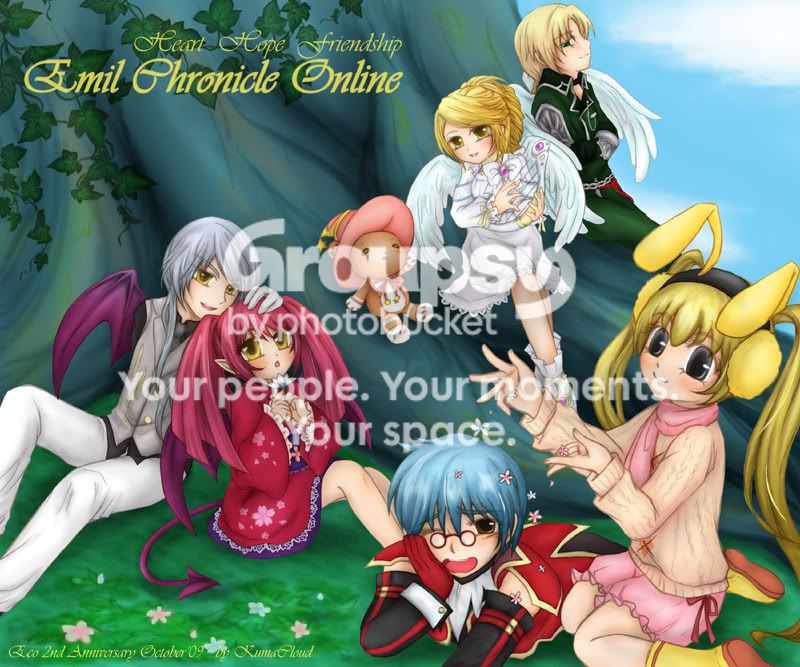 Heart Hope Friendship
Emil Chronicle Online
Groupsip
by photobucket
Your people. Your moments.
Your space.
Eco 2nd Anniversary October'09 by KumaCloud